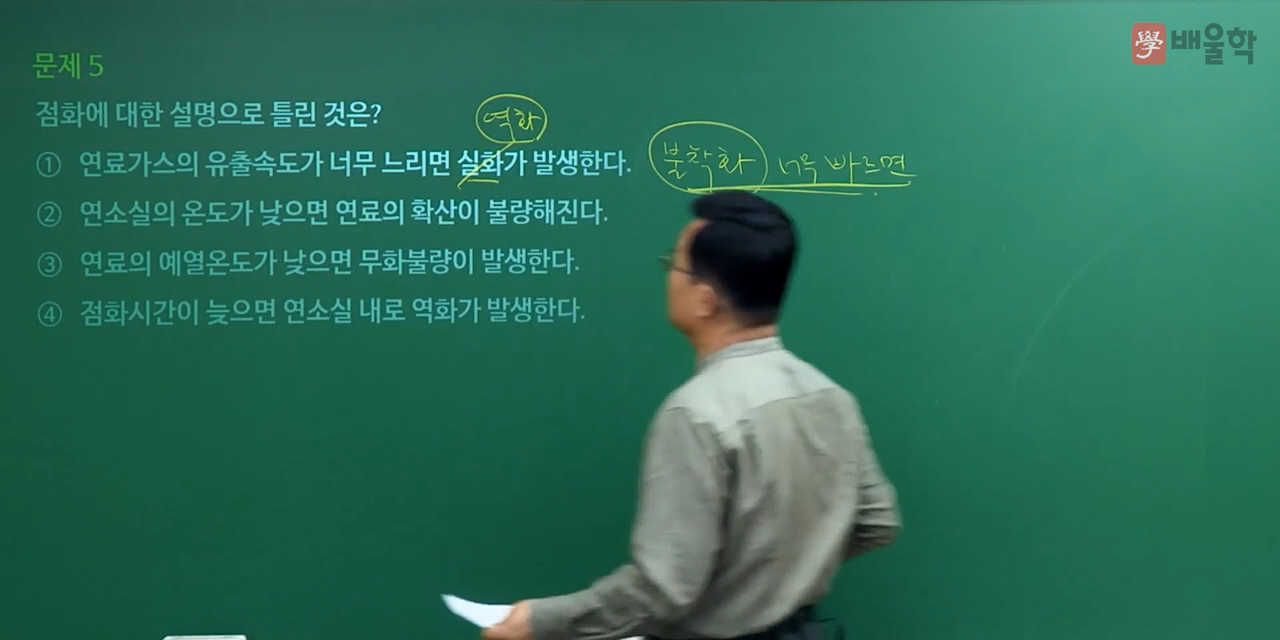 學 배울학
문제 5
점화에 대한 설명으로 틀린 것은?
역화
① 연료가스의 유출속도가 너무 느리면 실화가 발생한다. 불착화 너무 빠르면
② 연소실의 온도가 낮으면 연료의 확산이 불량해진다.
③ 연료의 예열온도가 낮으면 무화불량이 발생한다.
④ 점화시간이 늦으면 연소실 내로 역화가 발생한다.